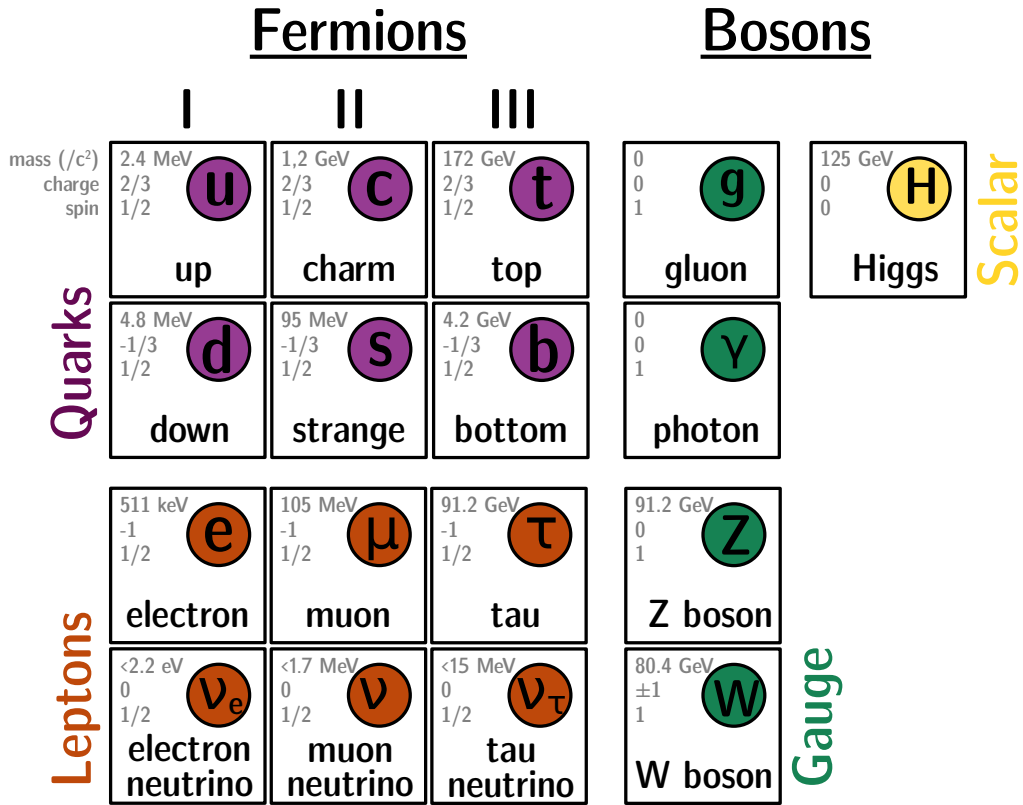 Fermions
Bosons
I
II
III
mass (/c²)
charge
spin
2.4 MeV
2/3
1/2
u
up
1,2 GeV
2/3
1/2
c
charm
172 GeV
2/3
1/2
t
top
0
0
1
g
gluon
125 GeV
0
0
H
Higgs
Scalar
Quarks
4.8 MeV
-1/3
1/2
d
down
95 MeV
-1/3
1/2
s
strange
4.2 GeV
-1/3
1/2
b
bottom
0
0
1
γ
photon
Leptons
511 keV
-1
1/2
e
electron
105 MeV
-1
1/2
μ
muon
91.2 GeV
-1
1/2
τ
tau
91.2 GeV
0
1
Z
Z boson
<2.2 eV
0
1/2
νe
electron
neutrino
<1.7 MeV
0
1/2
ν
muon
neutrino
<15 MeV
0
1/2
ντ
tau
neutrino
80.4 GeV
±1
1
W
W boson
Gauge